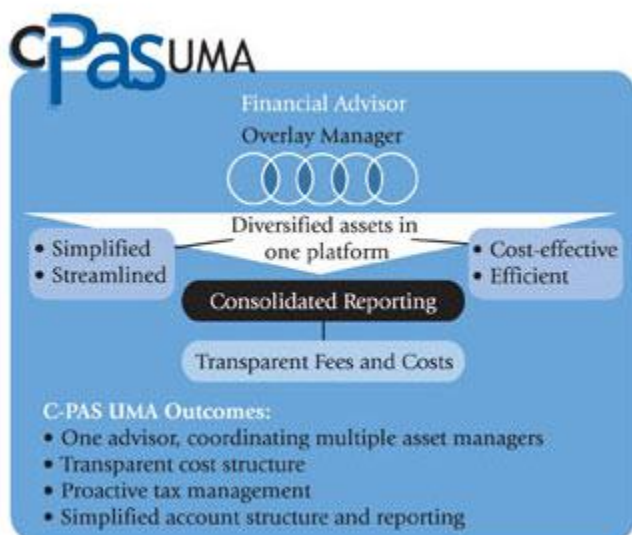 cPasUMA
Financial Advisor
Overlay Manager
Diversified assets in
one platform
• Simplified
• Streamlined
• Cost-effective
• Efficient
Consolidated Reporting
Transparent Fees and Costs
C-PAS UMA Outcomes:
• One advisor, coordinating multiple asset managers
• Transparent cost structure
• Proactive tax management
• Simplified account structure and reporting